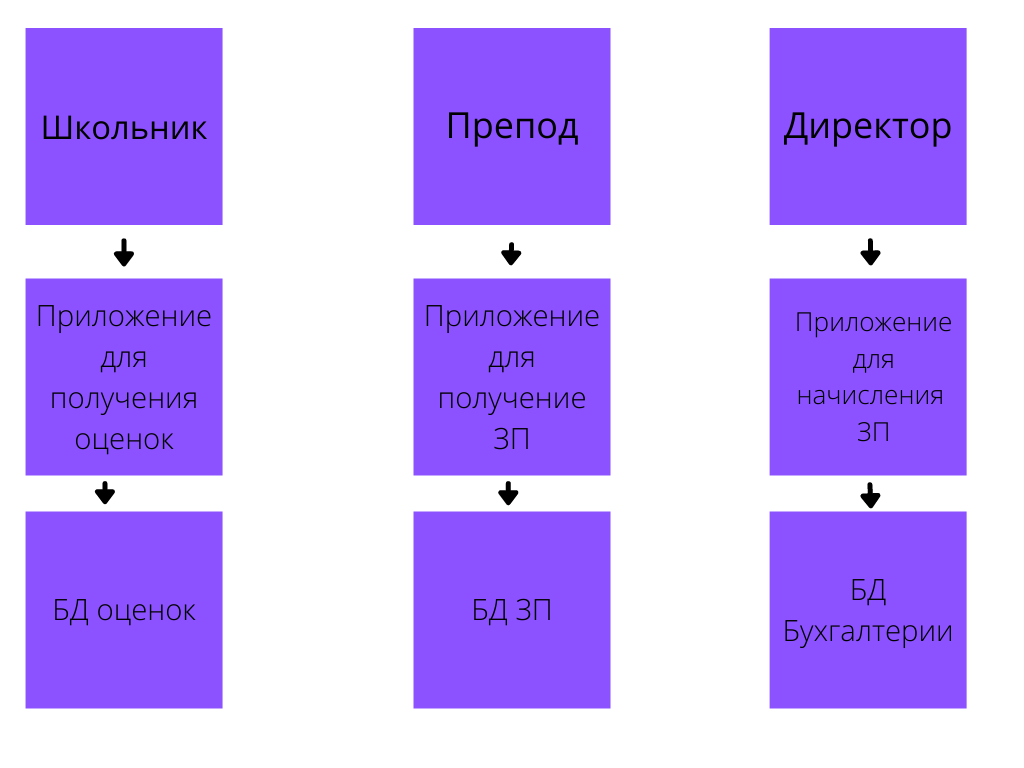 Школьник
Препод
Директор
Приложение
для
получения
оценок
Приложение
для
получение
ЗП
Приложение
для
начисления
ЗП
БД оценок
БД ЗП
БД
Бухгалтерии